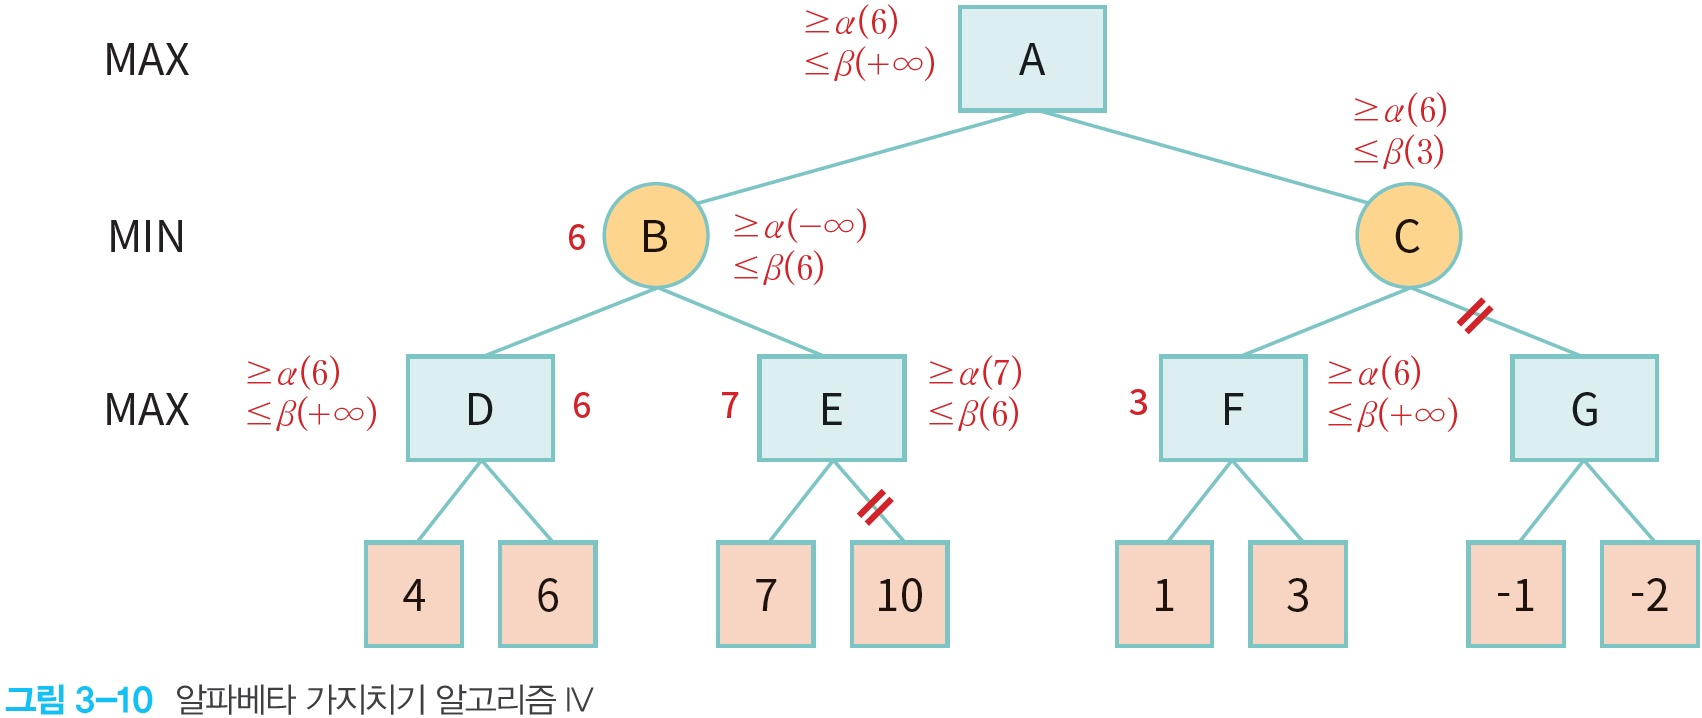 MAX
≥α(6)
≤β(+∞)
A
≥α(6)
≤β(3)
MIN
6
B
≥α(−∞)
≤β(6)
C
MAX
≥α(6)
≤β(+∞)
D
6
7
E
≥α(7)
≤β(6)
3
F
≥α(6)
≤β(+∞)
G
4
6
7
10
1
3
-1
-2
그림 3-10 알파베타 가지치기 알고리즘 Ⅳ